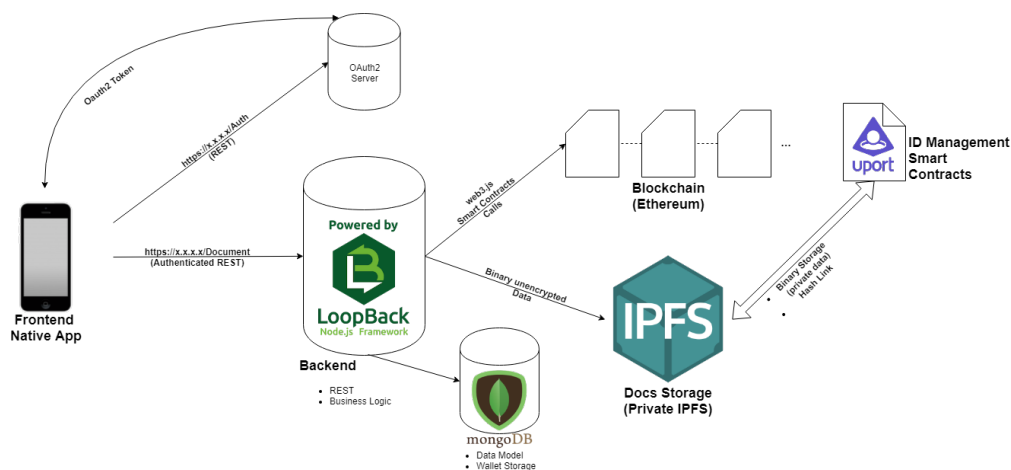 Oauth2 Token
OAuth2
Server
https://x.x.x.x/Auth
(REST)
Powered by
LB
LoopBack
Node.js Framework
https://x.x.x.x/Document
(Authenticated REST)
Frontend
Native App
Backend
• REST
• Business Logic
mongoDB
• Data Model
• Wallet Storage
web3.js
Smart Contracts
Calls
Binary unencrypted
Data
Blockchain
(Ethereum)
...
uport
ID Management
Smart
Contracts
• Binary Storage
(private data)
• Hash Link
IPFS
Docs Storage
(Private IPFS)